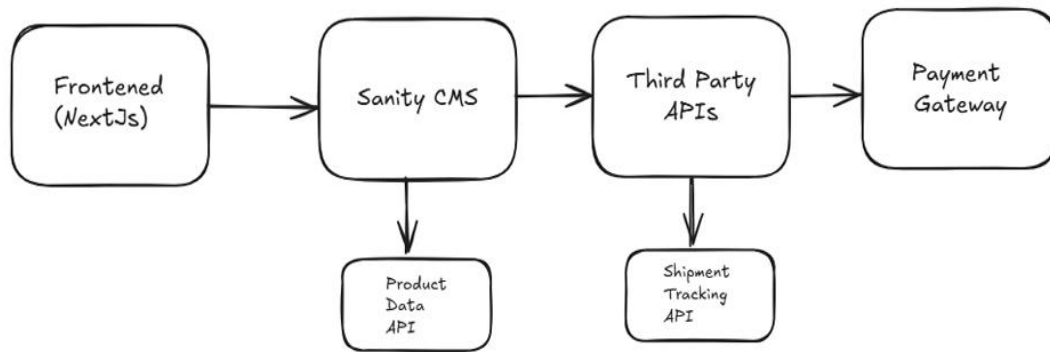 Frontened
(NextJs)
Sanity CMS
Third Party
APIs
Payment
Gateway
Product
Data
API
Shipment
Tracking
API